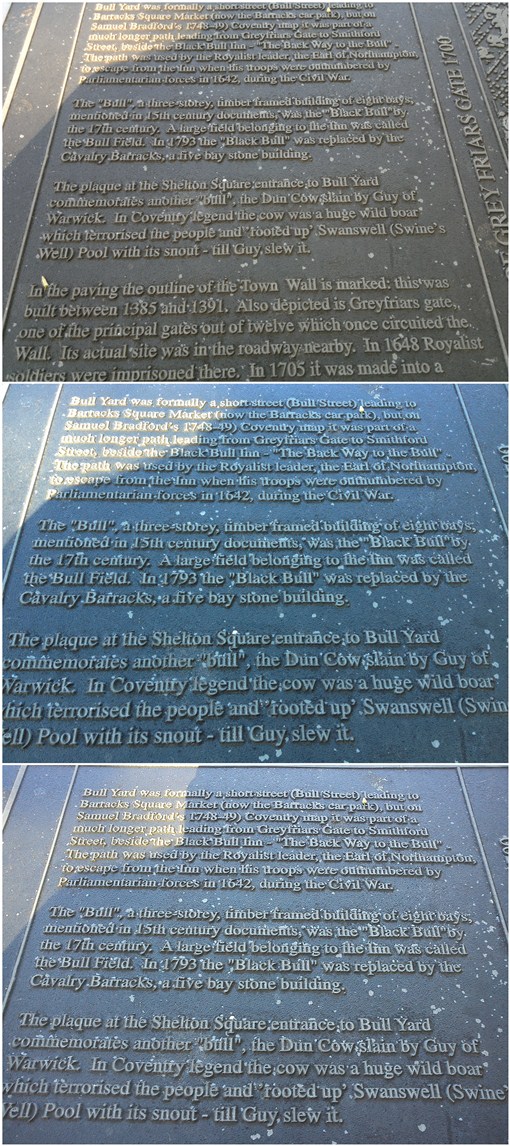 Bull Yard was formally a short street (Bull Street) leading to
Barracks Square Market (now the Barracks car park), but on
Samuel Bradford's 1748-49) Coventry map it was part of a
much longer path leading from Greyfriars Gate to Smithford
Street, beside the Black Bull Inn - "The Back Way to the Bull"
The path was used by the Royalist leader, the Earl of Northampton,
to escape from the Inn when his troops were outnumbered by
Parliamentarian forces in 1642, during the Civil War.
The "Bull", a three-storey, timber framed building of eight bays,
mentioned in 15th century documents, was the "Black Bull" by
the 17th century. A large field belonging to the Inn was called
the Bull Field. In 1793 the "Black Bull" was replaced by the
Cavalry Barracks, a five bay stone building.
The plaque at the Shelton Square entrance to Bull Yard
commemorates another "bull", the Dun Cow slain by Guy of
Warwick. In Coventry legend the cow was a huge wild boar
which terrorised the people and 'rooted up' Swanswell (Swine's
Well) Pool with its snout - till Guy slew it.
In the paving the outline of the Town Wall is marked: this was
built between 1385 and 1391. Also depicted is Greyfriars gate,
one of the principal gates out of twelve which once circuited the
Wall. Its actual site was in the roadway nearby. In 1648 Royalist
soldiers were imprisoned there. In 1705 it was made into a
GREY FRIARS GATE 1700
OF GREY FRIARS
Bull Yard was formally a short street (Bull Street) leading to
Barracks Square Market (now the Barracks car park), but on
Samuel Bradford's 1748-49) Coventry map it was part of a
much longer path leading from Greyfriars Gate to Smithford
Street, beside the Black Bull Inn - "The Back Way to the Bull"
The path was used by the Royalist leader, the Earl of Northampton,
to escape from the Inn when his troops were outnumbered by
Parliamentarian forces in 1642, during the Civil War.
The "Bull", a three-storey, timber framed building of eight bays,
mentioned in 15th century documents, was the "Black Bull" by
the 17th century. A large field belonging to the Inn was called
the Bull Field. In 1793 the "Black Bull" was replaced by the
Cavalry Barracks, a five bay stone building.
The plaque at the Shelton Square entrance to Bull Yard
commemorates another "bull", the Dun Cow slain by Guy of
Warwick. In Coventry legend the cow was a huge wild boar
which terrorised the people and 'rooted up' Swanswell (Swin
ell) Pool with its snout - till Guy slew it.
Bull Yard was formally a short street (Bull Street) leading to
Barracks Square Market (now the Barracks car park), but on
Samuel Bradford's 1748-49) Coventry map it was part of a
much longer path leading from Greyfriars Gate to Smithford
Street, beside the Black Bull Inn - "The Back Way to the Bull"
The path was used by the Royalist leader, the Earl of Northampton,
to escape from the Inn when his troops were outnumbered by
Parliamentarian forces in 1642, during the Civil War.
The "Bull", a three-storey, timber framed building of eight bays,
mentioned in 15th century documents, was the "Black Bull" by
the 17th century. A large field belonging to the Inn was called
the Bull Field. In 1793 the "Black Bull" was replaced by the
Cavalry Barracks, a five bay stone building.
The plaque at the Shelton Square entrance to Bull Yard
commemorates another "bull", the Dun Cow slain by Guy of
Warwick. In Coventry legend the cow was a huge wild boar
which terrorised the people and 'rooted up' Swanswell (Swine'
Well) Pool with its snout - till Guy slew it.